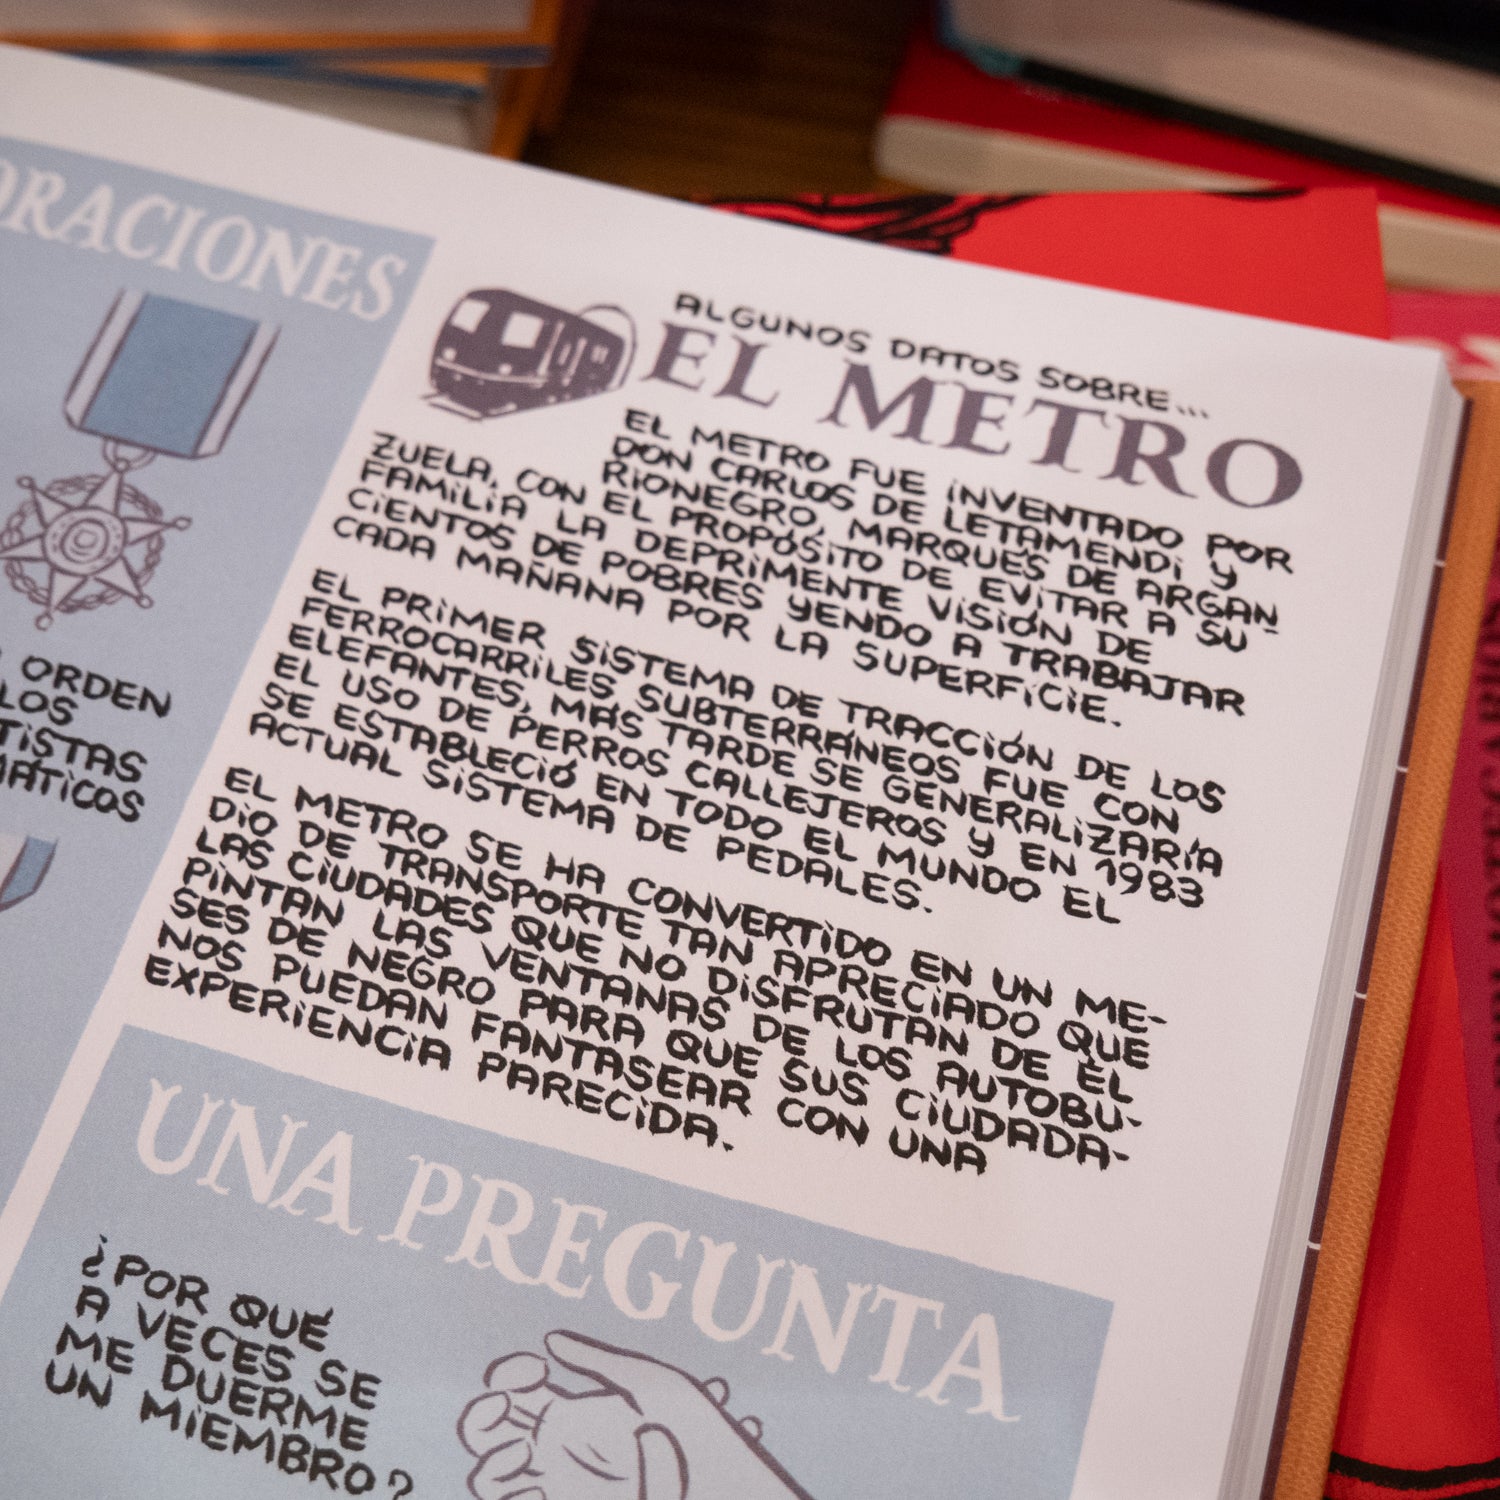 ORACIONES
ORDEN
LOS
TISTAS
MÁTICOS
ALGUNOS DATOS SOBRE...
EL METRO
EL METRO FUE INVENTADO POR
DON CARLOS DE LETAMENDI Y
RIONEGRO, MARQUÉS DE ARGAN-
ZUELA, CON EL PROPÓSITO DE EVITAR A SU
FAMILIA LA DEPRIMENTE VISIÓN DE
CIENTOS DE POBRES YENDO A TRABAJAR
CADA MAÑANA POR LA SUPERFICIE.
EL PRIMER SISTEMA DE TRACCIÓN DE LOS
FERROCARRILES SUBTERRÁNEOS FUE CON
ELEFANTES, MÁS TARDE SE GENERALIZARÍA
EL USO DE PERROS CALLEJEROS Y EN 1983
SE ESTABLECIÓ EN TODO EL MUNDO EL
ACTUAL SISTEMA DE PEDALES.
EL METRO SE HA CONVERTIDO EN UN ME-
DIO DE TRANSPORTE TAN APRECIADO QUE
LAS CIUDADES QUE NO DISFRUTAN DE ÉL
PINTAN LAS VENTANAS DE LOS AUTOBU-
SES DE NEGRO PARA QUE SUS CIUDADA-
NOS PUEDAN FANTASEAR CON UNA
EXPERIENCIA PARECIDA.
UNA PREGUNTA
¿POR QUÉ
A VECES SE
ME DUERME
UN MIEMBRO?